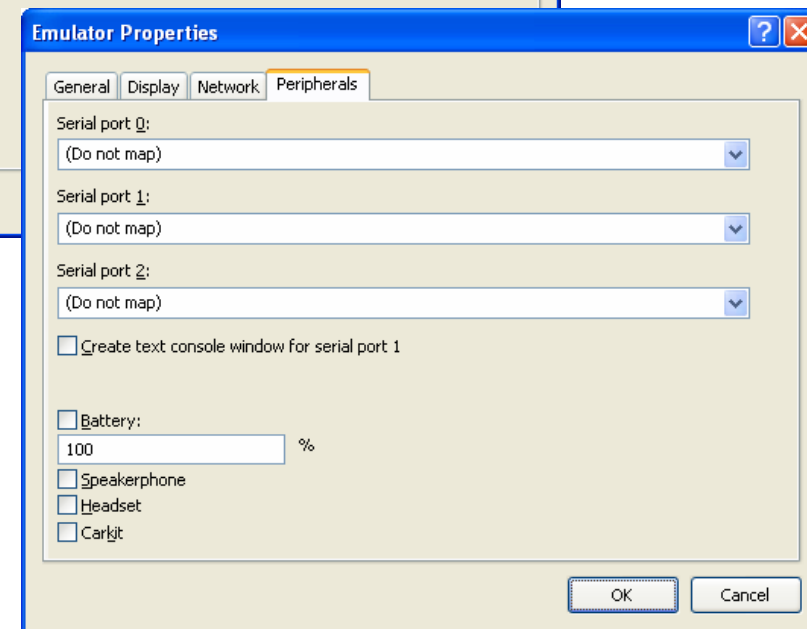 Emulator Properties
General Display Network Peripherals
Serial port 0:
(Do not map)
Serial port 1:
(Do not map)
Serial port 2:
(Do not map)
Create text console window for serial port 1
Battery:
100 %
Speakerphone
Headset
Carkit
OK Cancel